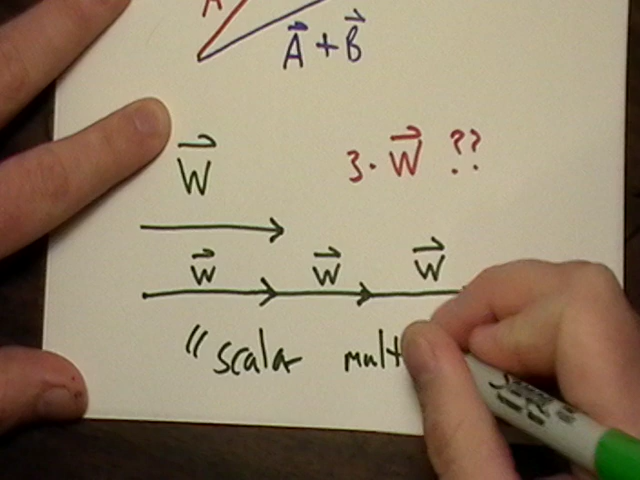 A
A⃗ + B⃗
W⃗ 3 · W⃗ ??
W⃗ W⃗ W⃗
"scalar mult